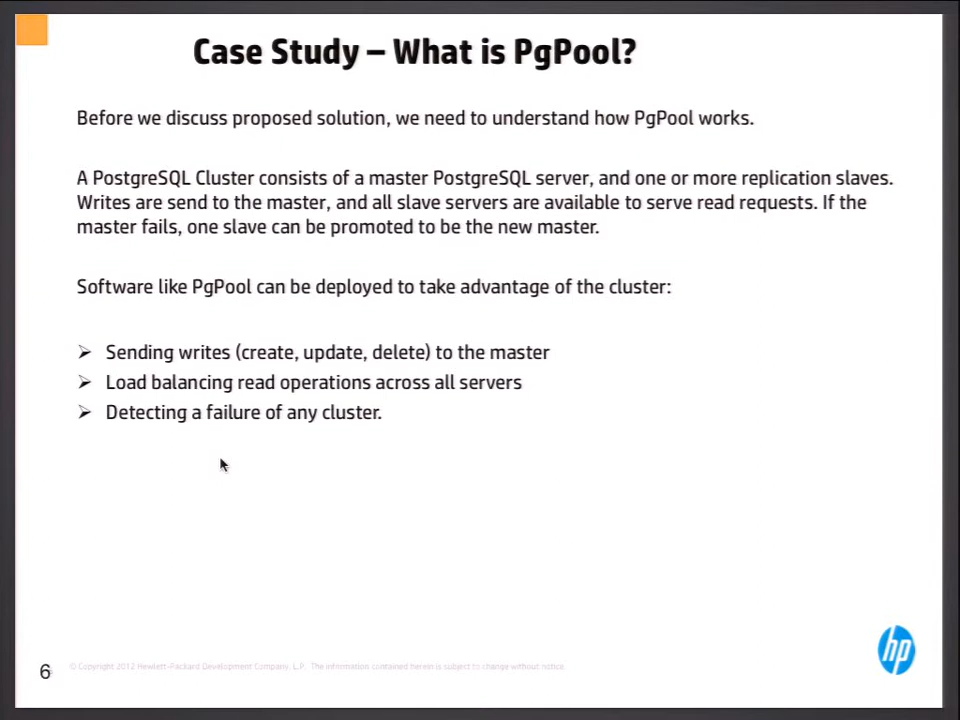 Case Study – What is PgPool?
Before we discuss proposed solution, we need to understand how PgPool works.
A PostgreSQL Cluster consists of a master PostgreSQL server, and one or more replication slaves.
Writes are send to the master, and all slave servers are available to serve read requests. If the
master fails, one slave can be promoted to be the new master.
Software like PgPool can be deployed to take advantage of the cluster:
➢ Sending writes (create, update, delete) to the master
➢ Load balancing read operations across all servers
➢ Detecting a failure of any cluster.
hp
6 © Copyright 2012 Hewlett-Packard Development Company, L.P. The information contained herein is subject to change without notice.